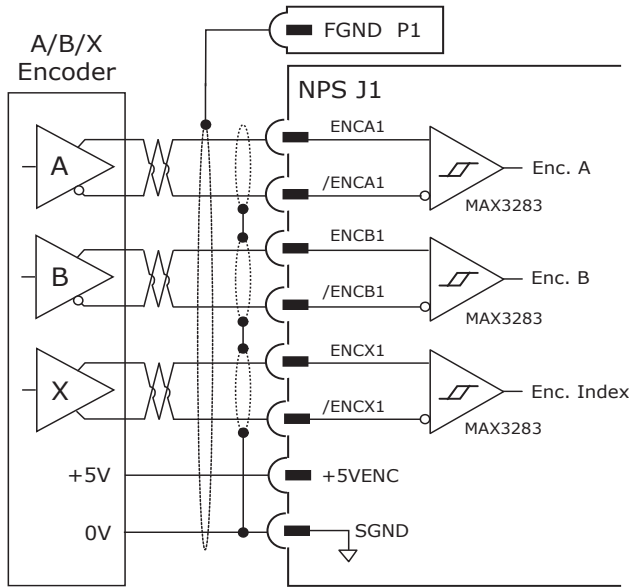 FGND P1
A/B/X
Encoder
NPS J1
A
ENCA1
/ENCA1
Enc. A
MAX3283
B
ENCB1
/ENCB1
Enc. B
MAX3283
X
ENCX1
/ENCX1
Enc. Index
MAX3283
+5V
+5VENC
0V
SGND